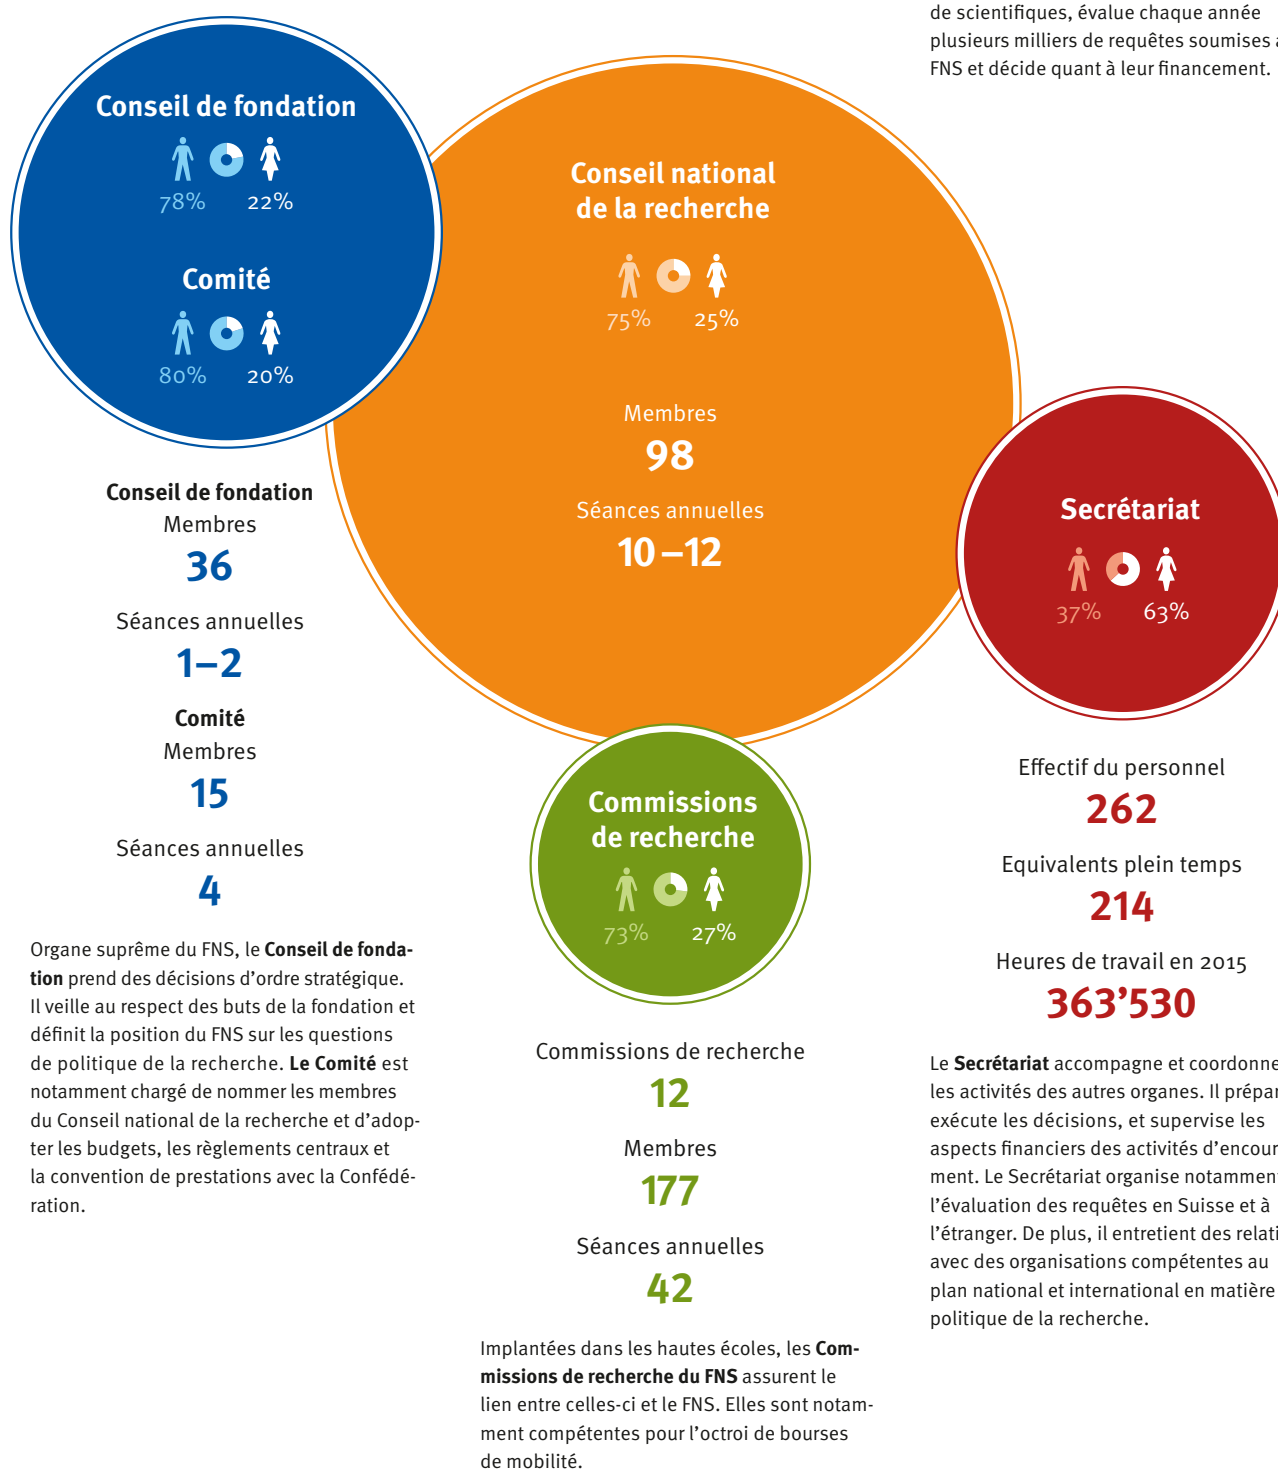 de scientifiques, évalue chaque année
plusieurs milliers de requêtes soumises
FNS et décide quant à leur financement.
Conseil de fondation
78% 22%
Comité
80% 20%
Conseil national
de la recherche
75% 25%
Membres
98
Séances annuelles
10–12
Secrétariat
37% 63%
Conseil de fondation
Membres
36
Séances annuelles
1–2
Comité
Membres
15
Séances annuelles
4
Organe suprême du FNS, le Conseil de fonda-
tion prend des décisions d’ordre stratégique.
Il veille au respect des buts de la fondation et
définit la position du FNS sur les questions
de politique de la recherche. Le Comité est
notamment chargé de nommer les membres
du Conseil national de la recherche et d’adop-
ter les budgets, les règlements centraux et
la convention de prestations avec la Confédé-
ration.
Commissions
de recherche
73% 27%
Commissions de recherche
12
Membres
177
Séances annuelles
42
Implantées dans les hautes écoles, les Com-
missions de recherche du FNS assurent le
lien entre celles-ci et le FNS. Elles sont notam-
ment compétentes pour l’octroi de bourses
de mobilité.
Effectif du personnel
262
Equivalents plein temps
214
Heures de travail en 2015
363’530
Le Secrétariat accompagne et coordonne
les activités des autres organes. Il prépar
exécute les décisions, et supervise les
aspects financiers des activités d’encour
ment. Le Secrétariat organise notamment
l’évaluation des requêtes en Suisse et à
l’étranger. De plus, il entretient des relati
avec des organisations compétentes au
plan national et international en matière
politique de la recherche.